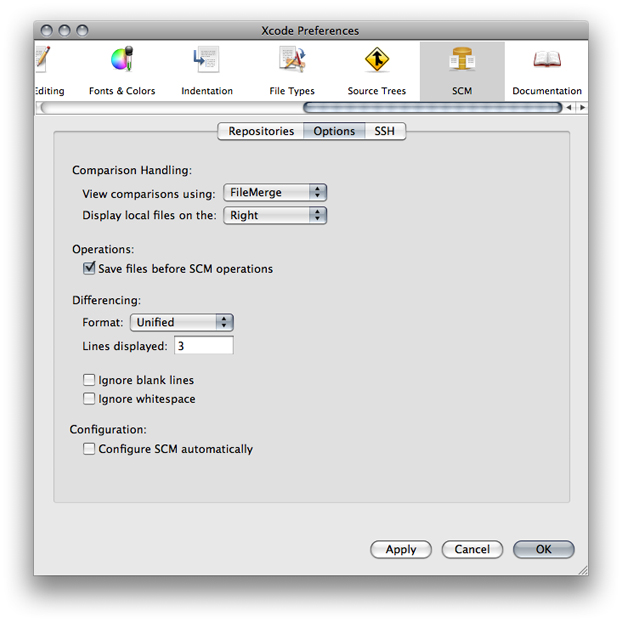 Xcode Preferences
Editing Fonts & Colors Indentation File Types Source Trees SCM Documentation
Repositories Options SSH
Comparison Handling:
View comparisons using: FileMerge
Display local files on the: Right
Operations:
Save files before SCM operations
Differencing:
Format: Unified
Lines displayed: 3
Ignore blank lines
Ignore whitespace
Configuration:
Configure SCM automatically
Apply Cancel OK